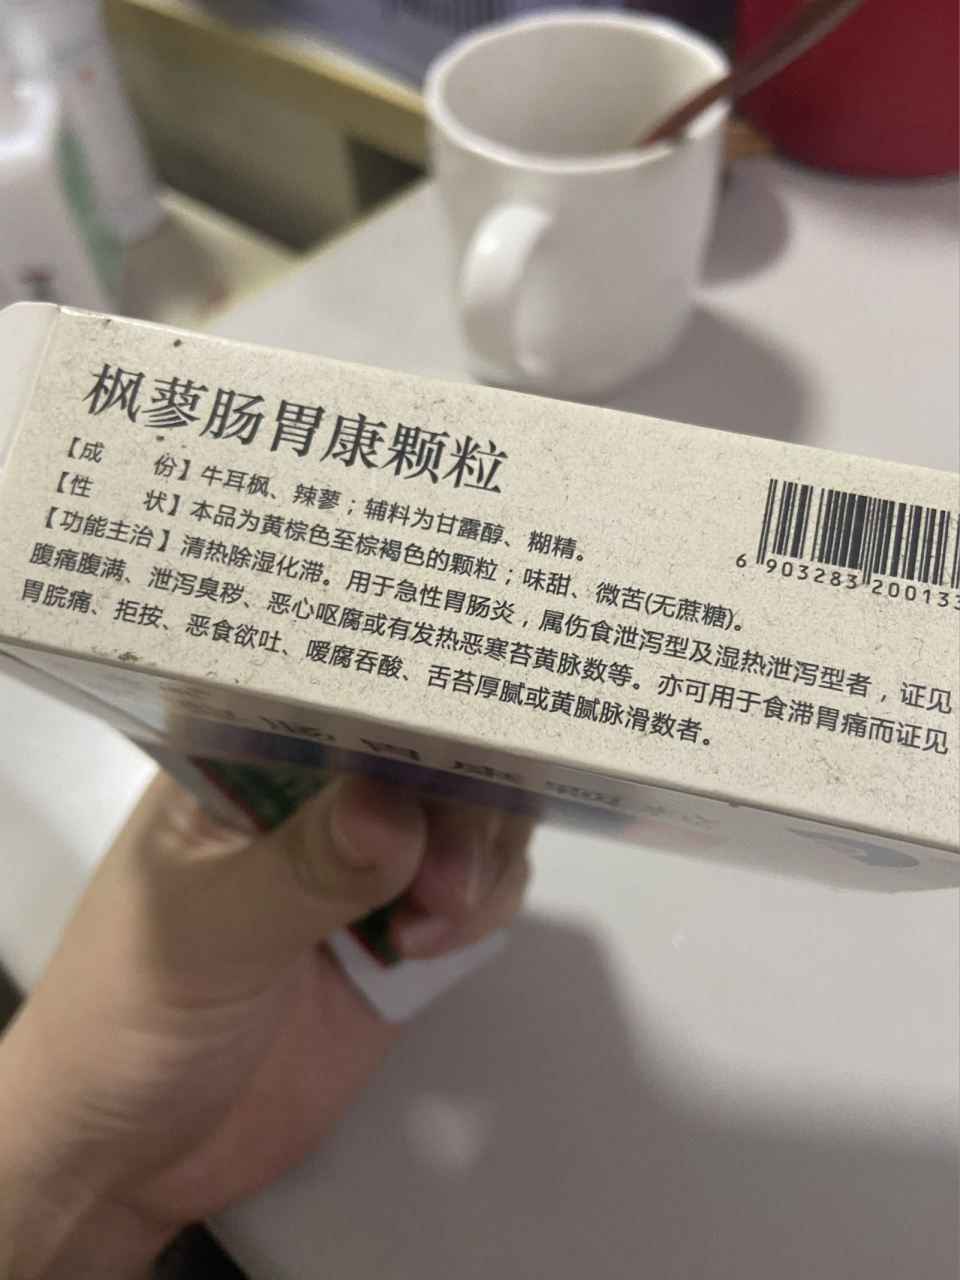 枫蓼肠胃康颗粒
【成 份】牛耳枫、辣蓼；辅料为甘露醇、糊精。
【性 状】本品为黄棕色至棕褐色的颗粒；味甜、微苦(无蔗糖)。
【功能主治】清热除湿化滞。用于急性胃肠炎，属伤食泄泻型及湿热泄泻型者，证见
腹痛腹满、泄泻臭秽、恶心呕腐或有发热恶寒苔黄脉数等。亦可用于食滞胃痛而证见
胃脘痛、拒按、恶食欲吐、嗳腐吞酸、舌苔厚腻或黄腻脉滑数者。
6 903283 200133